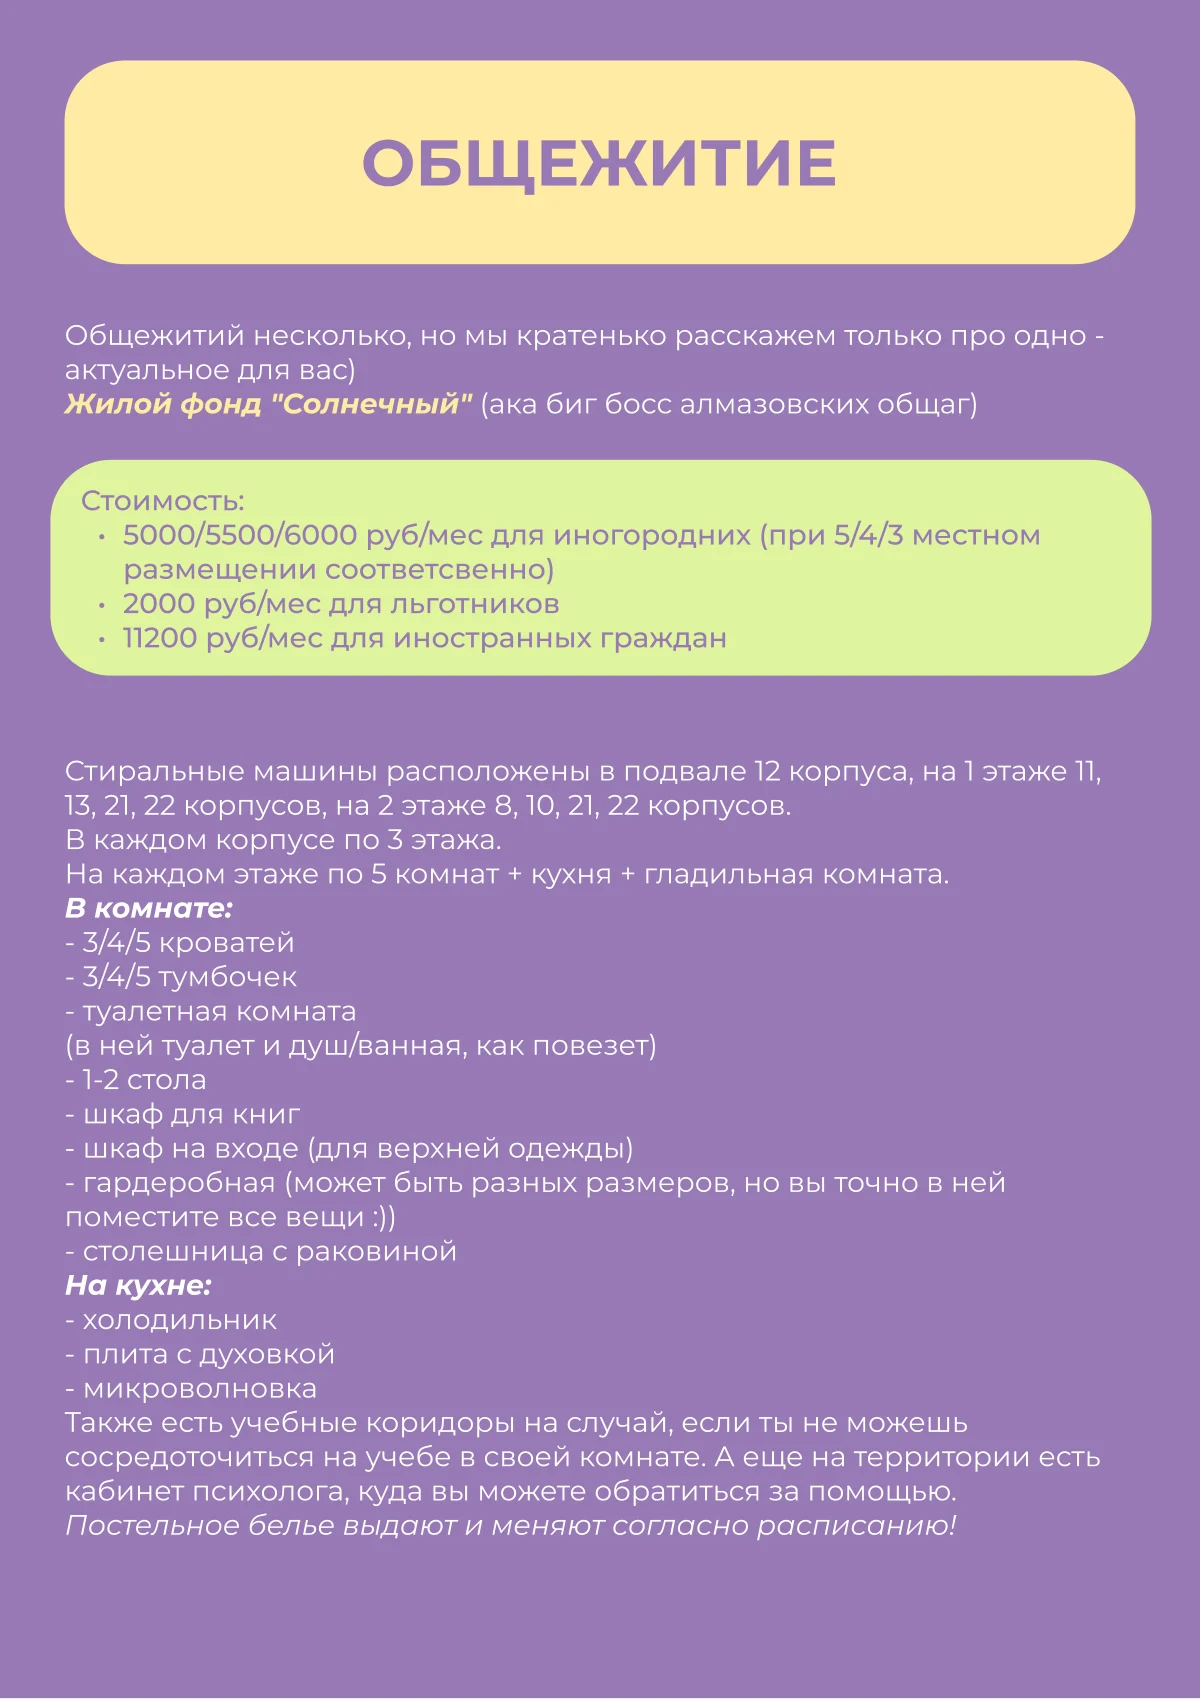 ОБЩЕЖИТИЕ
Общежитий несколько, но мы кратенько расскажем только про одно -
актуальное для вас)
Жилой фонд "Солнечный" (ака биг босс алмазовских общаг)
Стоимость:
• 5000/5500/6000 руб/мес для иногородних (при 5/4/3 местном
размещении соответсвенно)
• 2000 руб/мес для льготников
• 11200 руб/мес для иностранных граждан
Стиральные машины расположены в подвале 12 корпуса, на 1 этаже 11,
13, 21, 22 корпусов, на 2 этаже 8, 10, 21, 22 корпусов.
В каждом корпусе по 3 этажа.
На каждом этаже по 5 комнат + кухня + гладильная комната.
В комнате:
- 3/4/5 кроватей
- 3/4/5 тумбочек
- туалетная комната
(в ней туалет и душ/ванная, как повезет)
- 1-2 стола
- шкаф для книг
- шкаф на входе (для верхней одежды)
- гардеробная (может быть разных размеров, но вы точно в ней
поместите все вещи :))
- столешница с раковиной
На кухне:
- холодильник
- плита с духовкой
- микроволновка
Также есть учебные коридоры на случай, если ты не можешь
сосредоточиться на учебе в своей комнате. А еще на территории есть
кабинет психолога, куда вы можете обратиться за помощью.
Постельное белье выдают и меняют согласно расписанию!